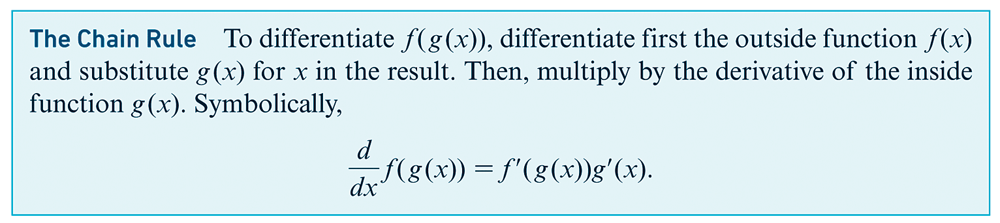 The Chain Rule To differentiate f(g(x)), differentiate first the outside function f(x)
and substitute g(x) for x in the result. Then, multiply by the derivative of the inside
function g(x). Symbolically,
d/dx f(g(x)) = f′(g(x))g′(x).